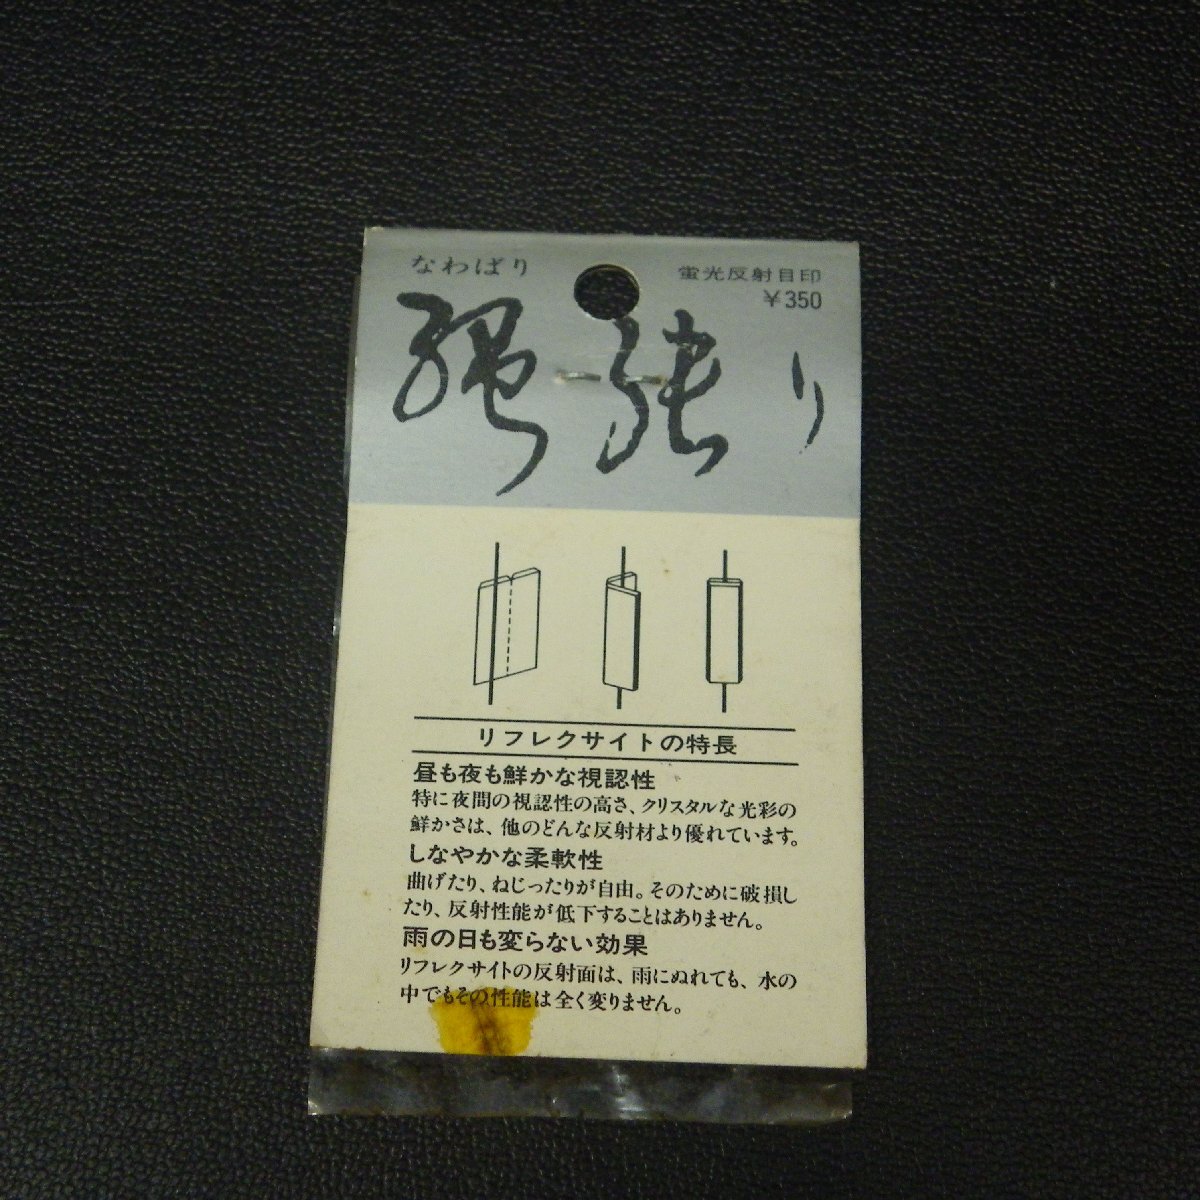 なわばり
蛍光反射目印
¥350
縄張り
リフレクサイトの特長
昼も夜も鮮かな視認性
特に夜間の視認性の高さ、クリスタルな光彩の
鮮かさは、他のどんな反射材より優れています。
しなやかな柔軟性
曲げたり、ねじったりが自由。そのために破損し
たり、反射性能が低下することはありません。
雨の日も変らない効果
リフレクサイトの反射面は、雨にぬれても、水の
中でもその性能は全く変りません。